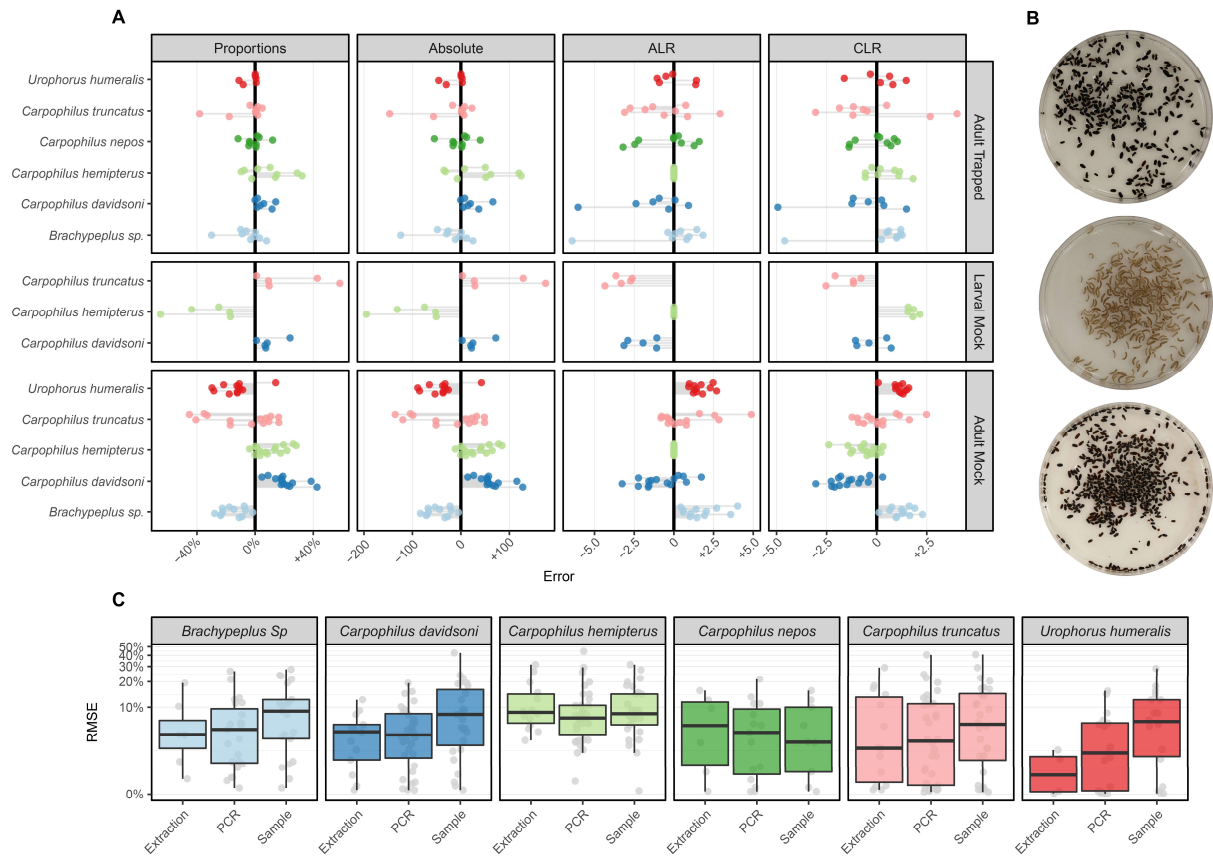 A
B
Proportions
Absolute
ALR
CLR
Urophorus humeralis
Carpophilus truncatus
Carpophilus nepos
Carpophilus hemipterus
Carpophilus davidsoni
Brachypeplus sp.
Adult Trapped
Carpophilus truncatus
Carpophilus hemipterus
Carpophilus davidsoni
Larval Mock
Urophorus humeralis
Carpophilus truncatus
Carpophilus hemipterus
Carpophilus davidsoni
Brachypeplus sp.
Adult Mock
−40% 0% +40%
−200 −100 0 +100
−5.0 −2.5 0 +2.5 +5.0
−5.0 −2.5 0 +2.5
Error
C
Brachypeplus Sp
Carpophilus davidsoni
Carpophilus hemipterus
Carpophilus nepos
Carpophilus truncatus
Urophorus humeralis
50%
40%
30%
20%
10%
0%
RMSE
Extraction PCR Sample
Extraction PCR Sample
Extraction PCR Sample
Extraction PCR Sample
Extraction PCR Sample
Extraction PCR Sample